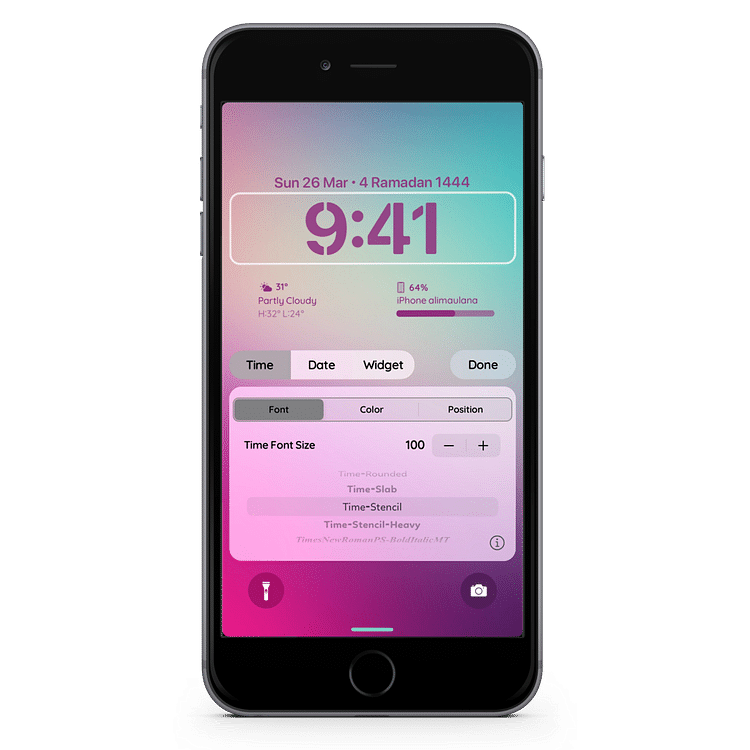 Sun 26 Mar • 4 Ramadan 1444
9:41
31° 64%
Partly Cloudy iPhone alimaulana
H:32° L:24°
Time Date Widget Done
Font Color Position
Time Font Size 100 − +
Time-Rounded
Time-Slab
Time-Stencil
Time-Stencil-Heavy
TimesNewRomanPS-BoldItalicMT